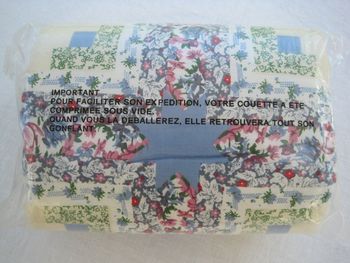 IMPORTANT
POUR FACILITER SON EXPEDITION, VOTRE COUETTE A ETE
COMPRIMEE SOUS VIDE.
QUAND VOUS LA DEBALLEREZ, ELLE RETROUVERA TOUT SON
GONFLANT.